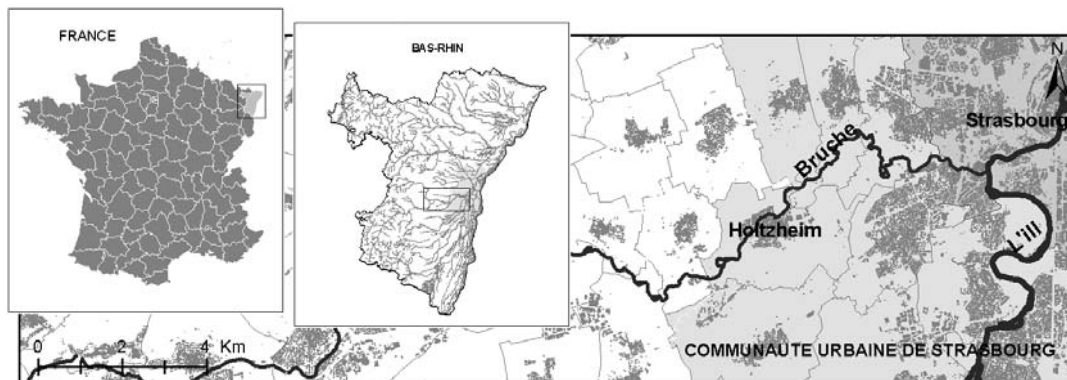 FRANCE
BAS-RHIN
N
Strasbourg
Bruche
Holtzheim
L'Ill
COMMUNAUTE URBAINE DE STRASBOURG
0 2 4 Km